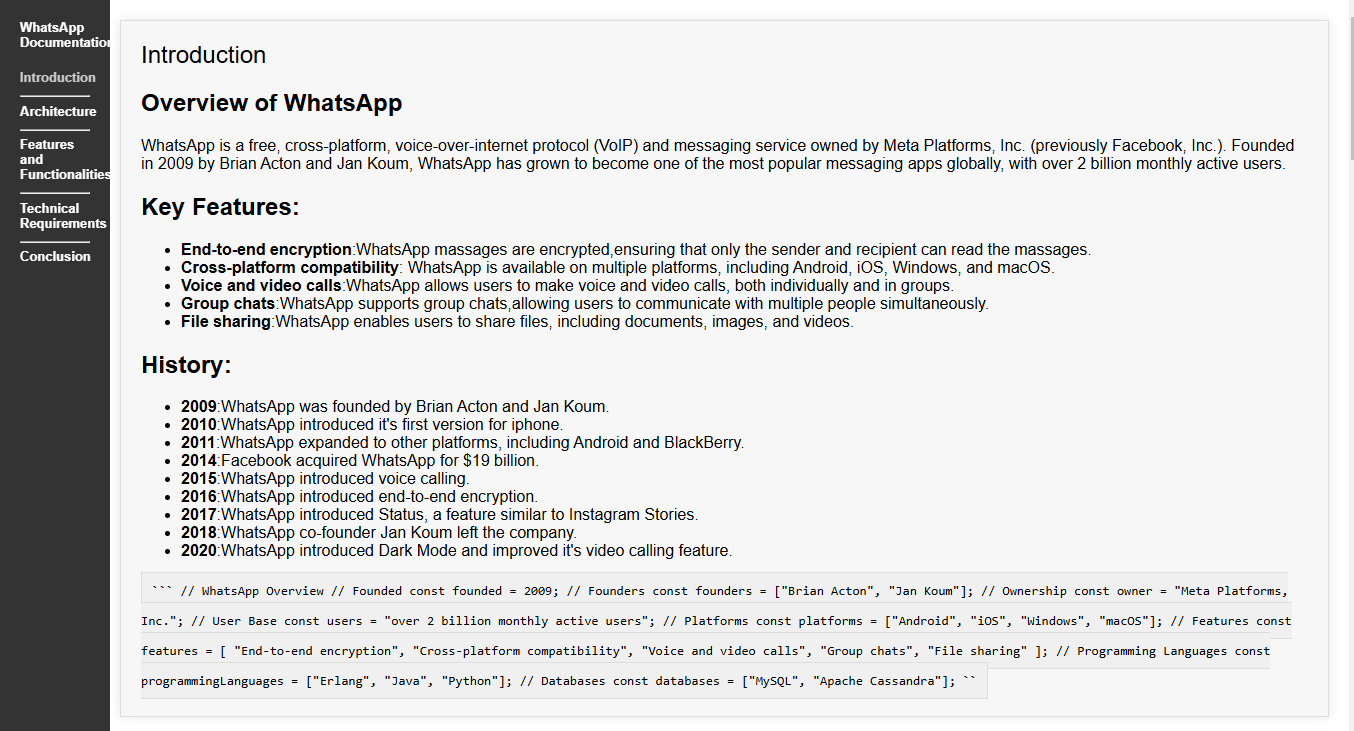 WhatsApp
Documentation
Introduction
Architecture
Features
and
Functionalities
Technical
Requirements
Conclusion
Introduction
Overview of WhatsApp
WhatsApp is a free, cross-platform, voice-over-internet protocol (VoIP) and messaging service owned by Meta Platforms, Inc. (previously Facebook, Inc.). Founded
in 2009 by Brian Acton and Jan Koum, WhatsApp has grown to become one of the most popular messaging apps globally, with over 2 billion monthly active users.
Key Features:
• End-to-end encryption:WhatsApp massages are encrypted,ensuring that only the sender and recipient can read the massages.
• Cross-platform compatibility: WhatsApp is available on multiple platforms, including Android, iOS, Windows, and macOS.
• Voice and video calls:WhatsApp allows users to make voice and video calls, both individually and in groups.
• Group chats:WhatsApp supports group chats,allowing users to communicate with multiple people simultaneously.
• File sharing:WhatsApp enables users to share files, including documents, images, and videos.
History:
• 2009:WhatsApp was founded by Brian Acton and Jan Koum.
• 2010:WhatsApp introduced it's first version for iphone.
• 2011:WhatsApp expanded to other platforms, including Android and BlackBerry.
• 2014:Facebook acquired WhatsApp for $19 billion.
• 2015:WhatsApp introduced voice calling.
• 2016:WhatsApp introduced end-to-end encryption.
• 2017:WhatsApp introduced Status, a feature similar to Instagram Stories.
• 2018:WhatsApp co-founder Jan Koum left the company.
• 2020:WhatsApp introduced Dark Mode and improved it's video calling feature.
``` // WhatsApp Overview // Founded const founded = 2009; // Founders const founders = ["Brian Acton", "Jan Koum"]; // Ownership const owner = "Meta Platforms,
Inc."; // User Base const users = "over 2 billion monthly active users"; // Platforms const platforms = ["Android", "iOS", "Windows", "macOS"]; // Features const
features = [ "End-to-end encryption", "Cross-platform compatibility", "Voice and video calls", "Group chats", "File sharing" ]; // Programming Languages const
programmingLanguages = ["Erlang", "Java", "Python"]; // Databases const databases = ["MySQL", "Apache Cassandra"]; ``